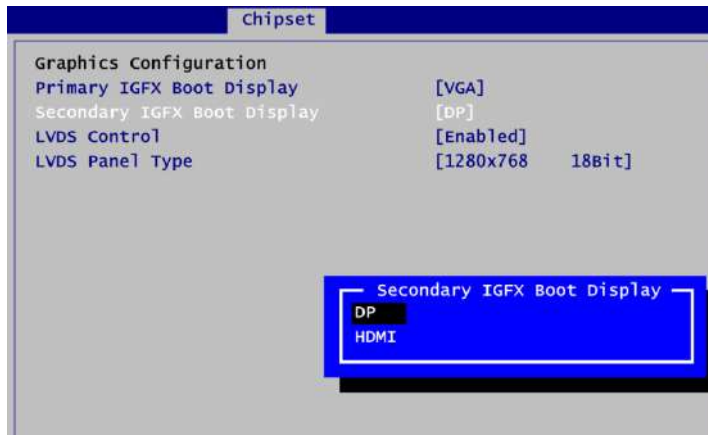 Chipset
Graphics Configuration
Primary IGFX Boot Display [VGA]
Secondary IGFX Boot Display [DP]
LVDS Control [Enabled]
LVDS Panel Type [1280x768 18Bit]
Secondary IGFX Boot Display
DP
HDMI